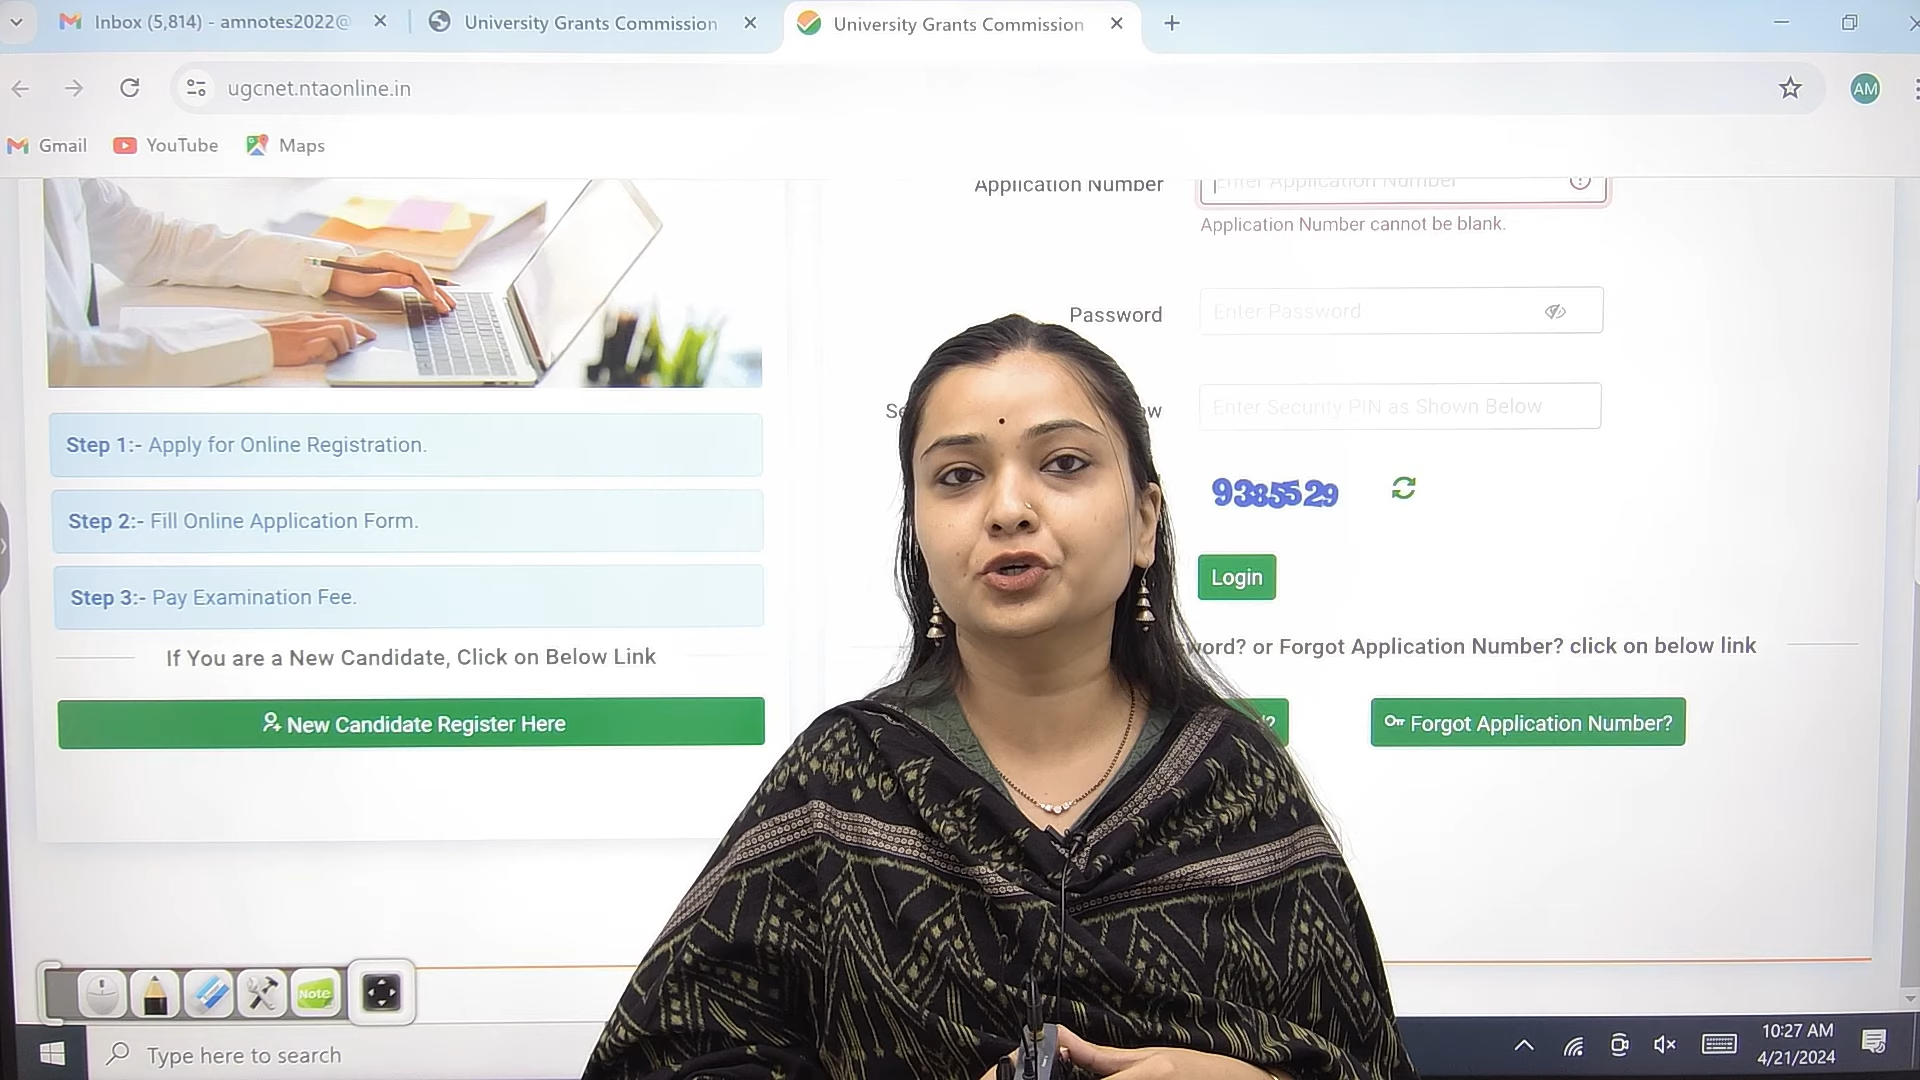 Inbox (5,814) - amnotes2022@
University Grants Commission
University Grants Commission
ugcnet.ntaonline.in
AM
Gmail
YouTube
Maps
Application Number
Enter Application Number
Application Number cannot be blank.
Password
Enter Password
Enter Security PIN as Shown Below
9385529
Login
word? or Forgot Application Number? click on below link
Forgot Application Number?
Step 1:- Apply for Online Registration.
Step 2:- Fill Online Application Form.
Step 3:- Pay Examination Fee.
If You are a New Candidate, Click on Below Link
New Candidate Register Here
Note
Type here to search
10:27 AM
4/21/2024